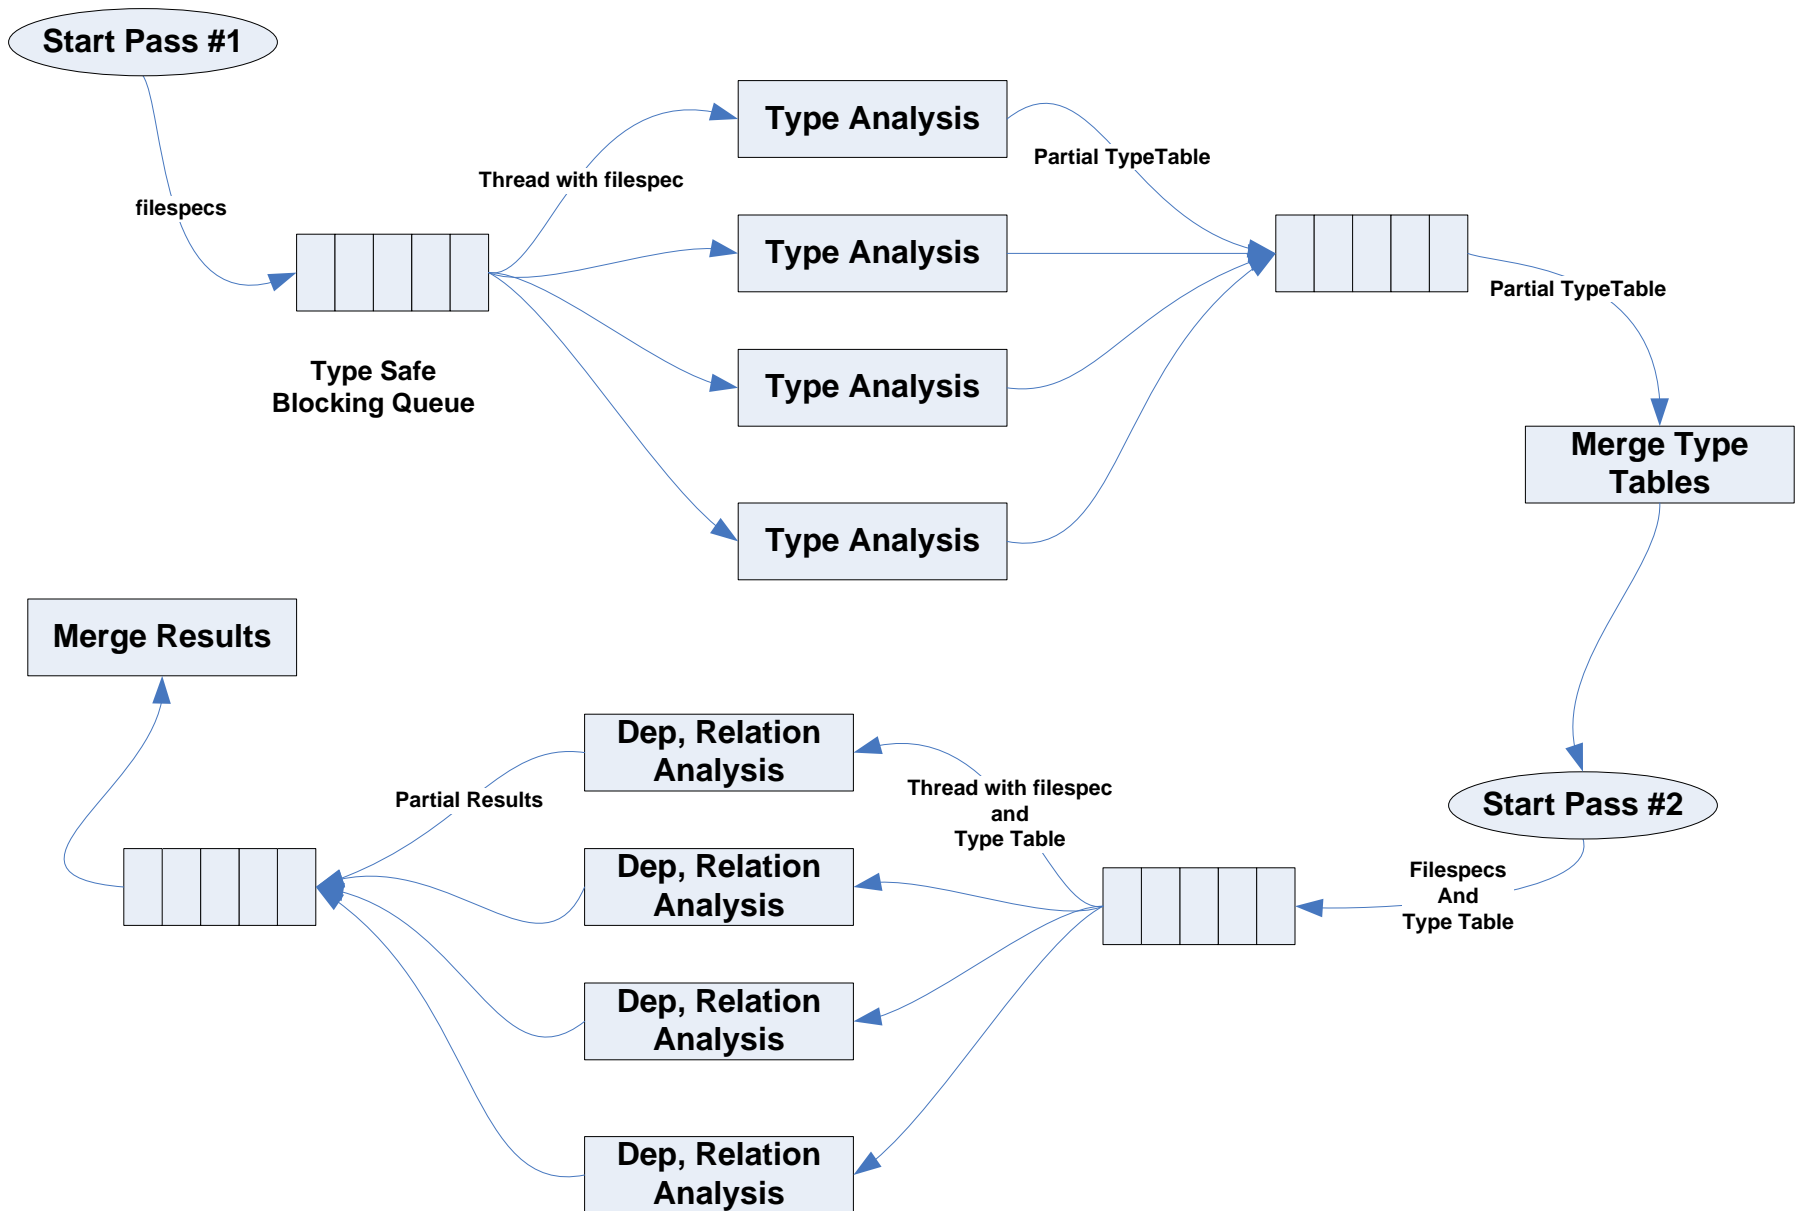 Start Pass #1
filespecs
Thread with filespec
Type Safe
Blocking Queue
Type Analysis
Type Analysis
Type Analysis
Type Analysis
Partial TypeTable
Partial TypeTable
Merge Type
Tables
Start Pass #2
Filespecs
And
Type Table
Thread with filespec
and
Type Table
Dep, Relation
Analysis
Dep, Relation
Analysis
Dep, Relation
Analysis
Dep, Relation
Analysis
Partial Results
Merge Results